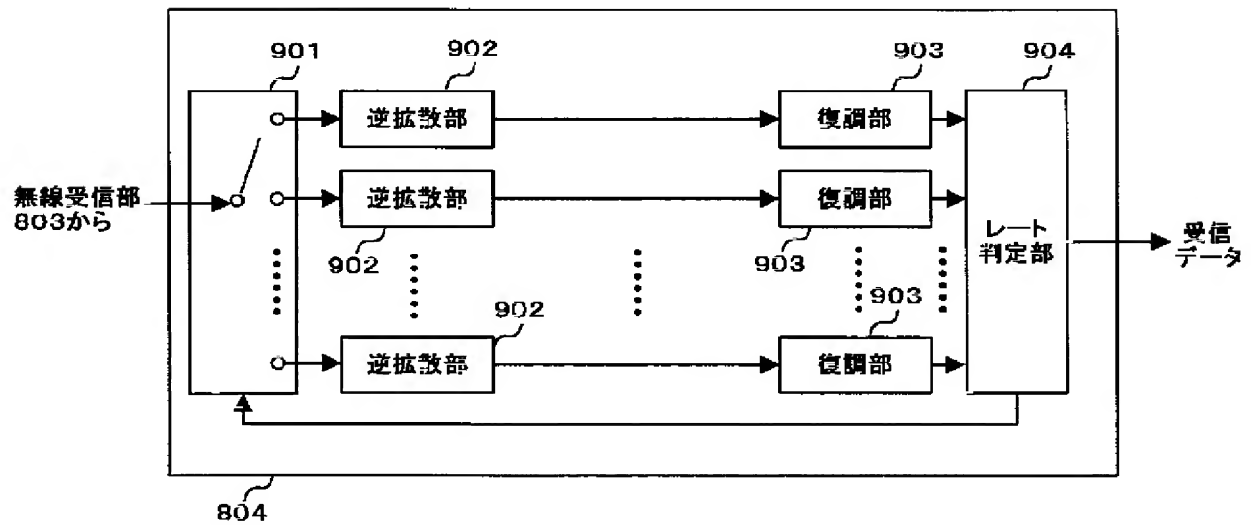 901
902
903
904
逆拡散部
復調部
無線受信部
803から
逆拡散部
復調部
902
903
レート
判定部
受信
データ
902
903
逆拡散部
復調部
804